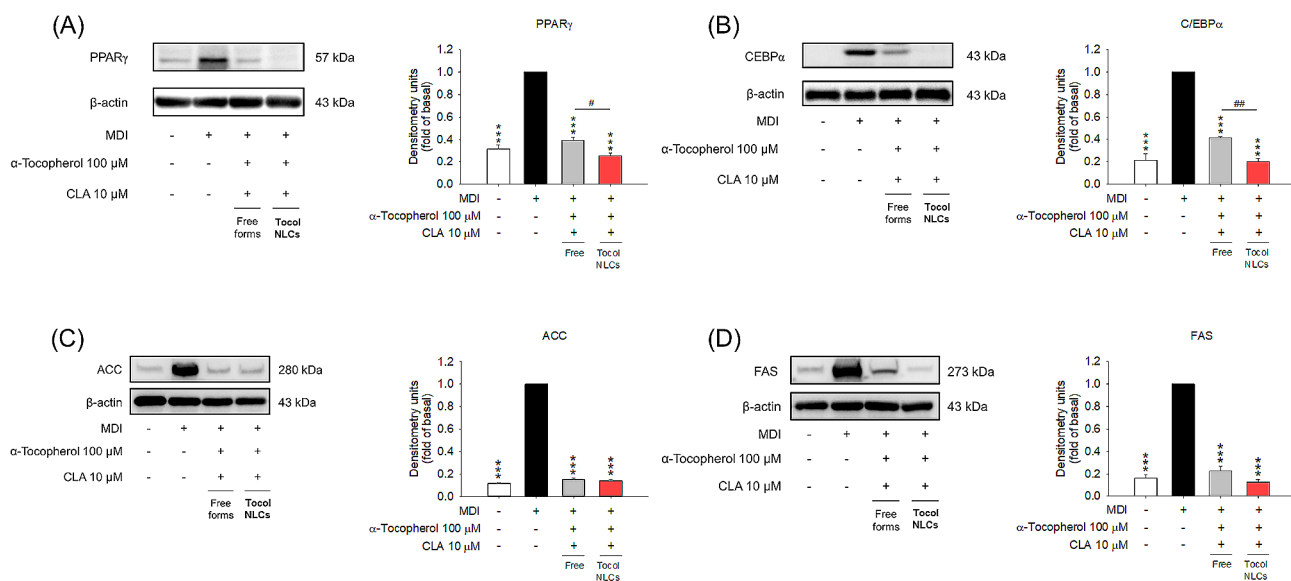 (A)
PPARγ 57 kDa
β-actin 43 kDa
MDI - + + +
α-Tocopherol 100 μM - - + +
CLA 10 μM - - + +
Free forms Tocol NLCs
PPARγ
Densitometry units (fold of basal)
1.2
1.0
0.8
0.6
0.4
0.2
0.0
*** *** # ***
MDI - + + +
α-Tocopherol 100 μM - - + +
CLA 10 μM - - + +
Free Tocol NLCs
(B)
CEBPα 43 kDa
β-actin 43 kDa
MDI - + + +
α-Tocopherol 100 μM - - + +
CLA 10 μM - - + +
Free forms Tocol NLCs
C/EBPα
Densitometry units (fold of basal)
1.2
1.0
0.8
0.6
0.4
0.2
0.0
*** *** ## ***
MDI - + + +
α-Tocopherol 100 μM - - + +
CLA 10 μM - - + +
Free Tocol NLCs
(C)
ACC 280 kDa
β-actin 43 kDa
MDI - + + +
α-Tocopherol 100 μM - - + +
CLA 10 μM - - + +
Free forms Tocol NLCs
ACC
Densitometry units (fold of basal)
1.2
1.0
0.8
0.6
0.4
0.2
0.0
*** *** ***
MDI - + + +
α-Tocopherol 100 μM - - + +
CLA 10 μM - - + +
Free Tocol NLCs
(D)
FAS 273 kDa
β-actin 43 kDa
MDI - + + +
α-Tocopherol 100 μM - - + +
CLA 10 μM - - + +
Free forms Tocol NLCs
FAS
Densitometry units (fold of basal)
1.2
1.0
0.8
0.6
0.4
0.2
0.0
*** *** ***
MDI - + + +
α-Tocopherol 100 μM - - + +
CLA 10 μM - - + +
Free Tocol NLCs